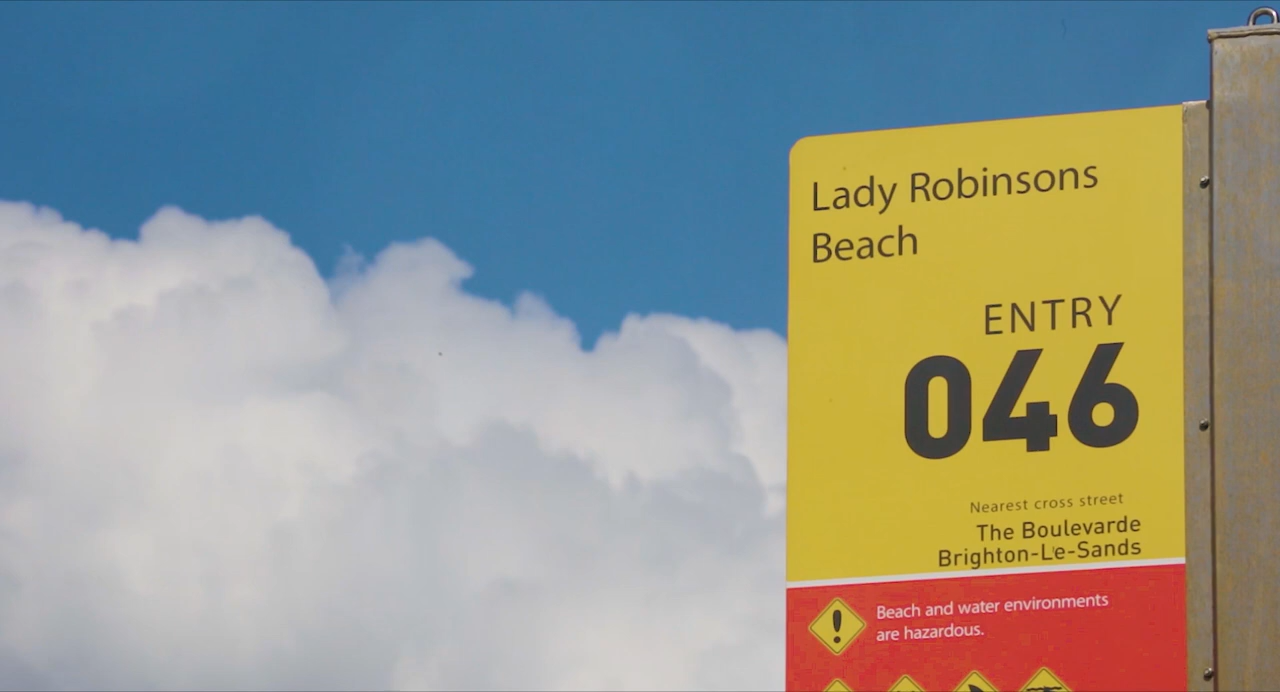 Lady Robinsons
Beach
ENTRY
046
Nearest cross street
The Boulevarde
Brighton-Le-Sands
Beach and water environments
are hazardous.